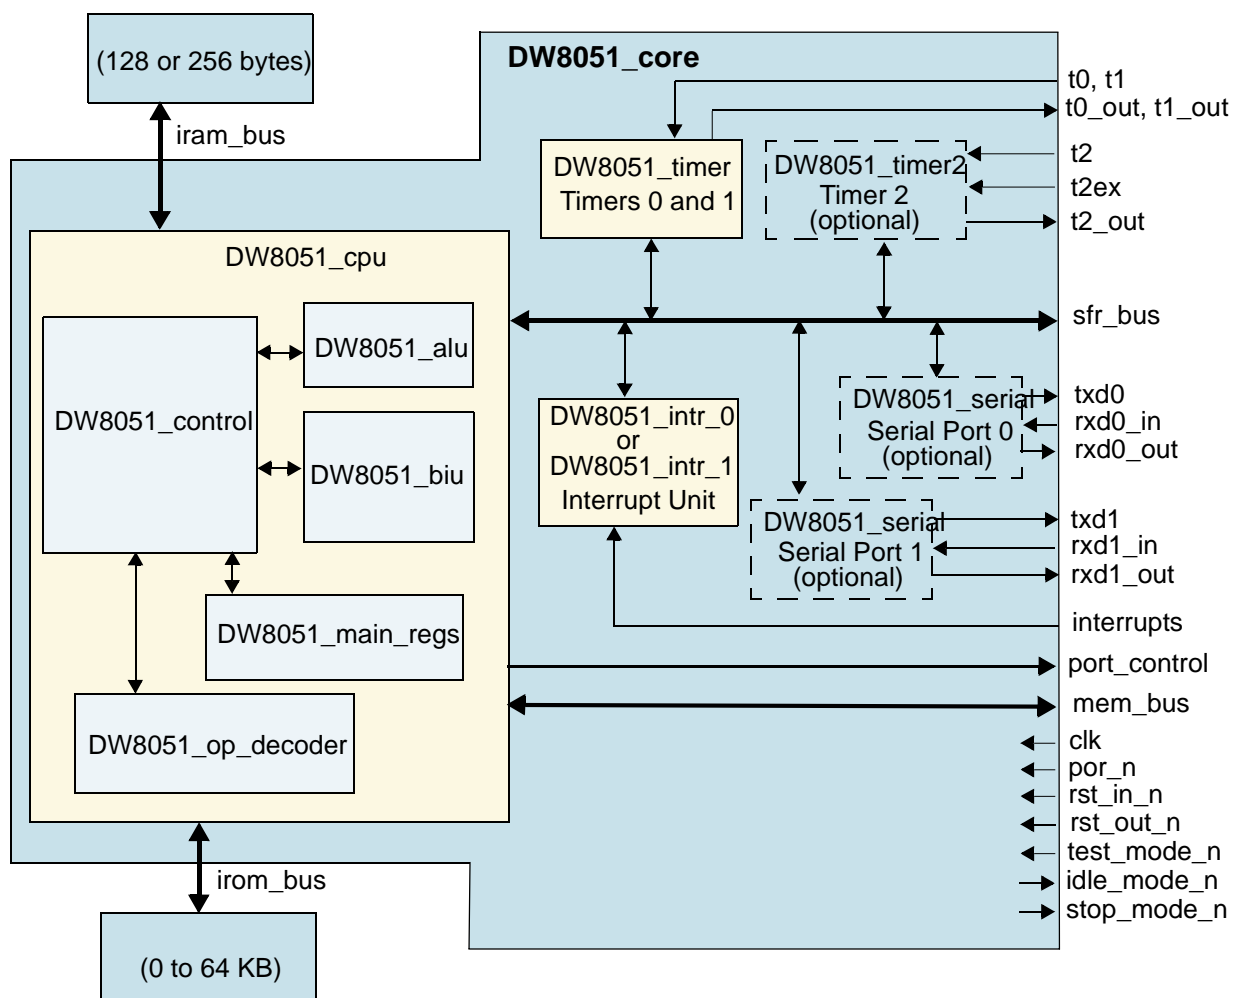 (128 or 256 bytes)
DW8051_core
t0, t1
t0_out, t1_out
iram_bus
DW8051_timer
Timers 0 and 1
DW8051_timer2
Timer 2
(optional)
t2
t2ex
t2_out
DW8051_cpu
sfr_bus
DW8051_alu
DW8051_control
DW8051_biu
DW8051_intr_0
or
DW8051_intr_1
Interrupt Unit
DW8051_serial
Serial Port 0
(optional)
txd0
rxd0_in
rxd0_out
DW8051_serial
Serial Port 1
(optional)
txd1
rxd1_in
rxd1_out
DW8051_main_regs
interrupts
port_control
mem_bus
DW8051_op_decoder
clk
por_n
rst_in_n
rst_out_n
test_mode_n
idle_mode_n
stop_mode_n
irom_bus
(0 to 64 KB)